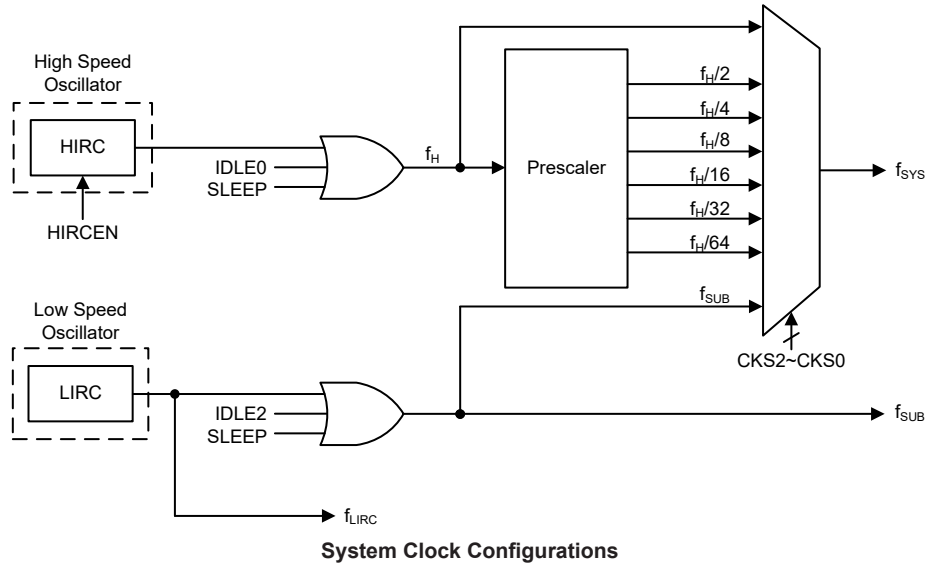 High Speed
Oscillator
HIRC
HIRCEN
IDLE0
SLEEP
fH
Prescaler
fH/2
fH/4
fH/8
fH/16
fH/32
fH/64
fSUB
fSYS
CKS2~CKS0
Low Speed
Oscillator
LIRC
IDLE2
SLEEP
fSUB
fLIRC
System Clock Configurations